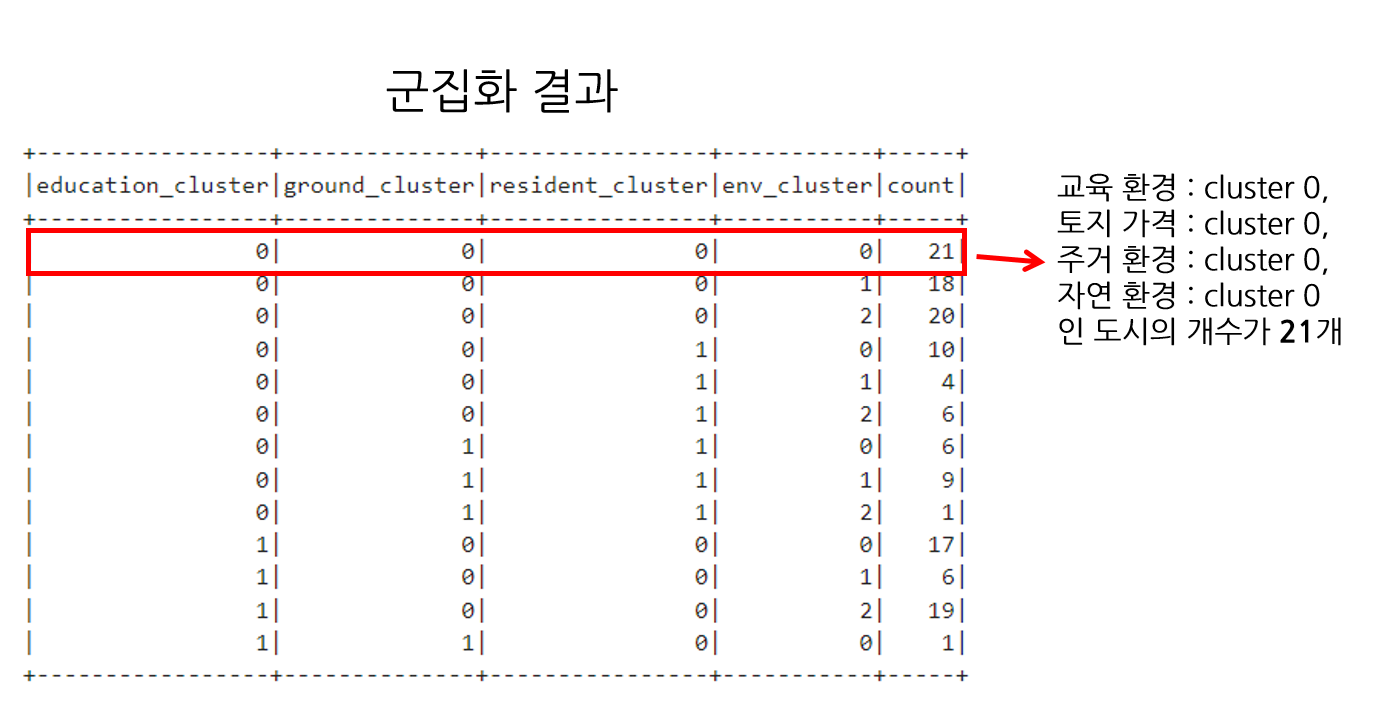 군집화 결과
+-----------------+--------------+----------------+-----------+-----+
|education_cluster|ground_cluster|resident_cluster|env_cluster|count|
+-----------------+--------------+----------------+-----------+-----+
|                0|             0|               0|          0|   21|
|                0|             0|               0|          1|   18|
|                0|             0|               0|          2|   20|
|                0|             0|               1|          0|   10|
|                0|             0|               1|          1|    4|
|                0|             0|               1|          2|    6|
|                0|             1|               1|          0|    6|
|                0|             1|               1|          1|    9|
|                0|             1|               1|          2|    1|
|                1|             0|               0|          0|   17|
|                1|             0|               0|          1|    6|
|                1|             0|               0|          2|   19|
|                1|             1|               0|          0|    1|
+-----------------+--------------+----------------+-----------+-----+
교육 환경 : cluster 0,
토지 가격 : cluster 0,
주거 환경 : cluster 0,
자연 환경 : cluster 0
인 도시의 개수가 21개